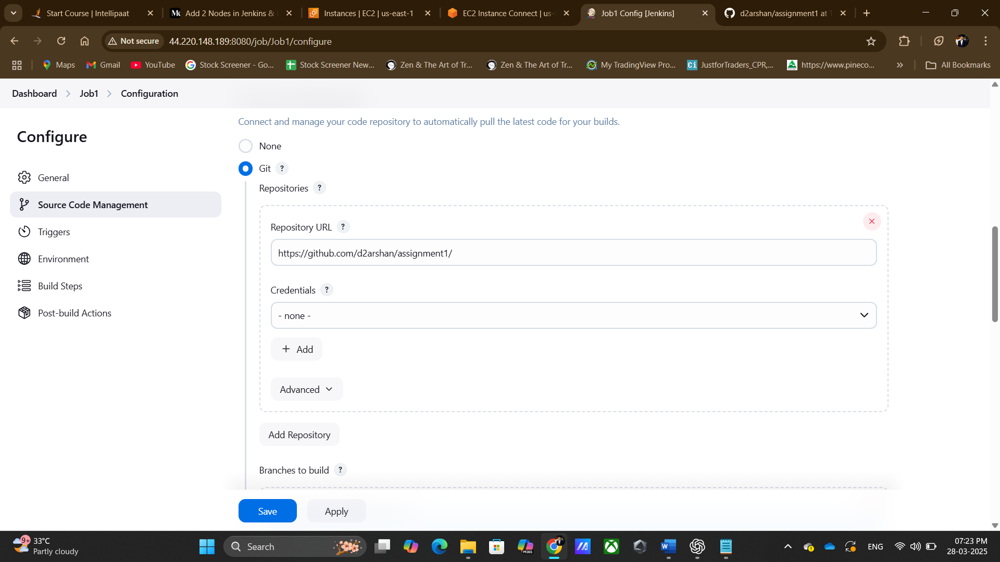 Start Course | Intellipaat
Add 2 Nodes in Jenkins &
Instances | EC2 | us-east-1
EC2 Instance Connect | us-
Job1 Config [Jenkins]
d2arshan/assignment1 at
Not secure
44.220.148.189:8080/job/Job1/configure
Maps
Gmail
YouTube
Stock Screener - Go...
Stock Screener New...
Zen & The Art of Tr...
Zen & The Art of Tr...
My TradingView Pro...
Ci
JustforTraders_CPR,...
https://www.pineco...
All Bookmarks
Dashboard > Job1 > Configuration
Configure
General
Source Code Management
Triggers
Environment
Build Steps
Post-build Actions
Connect and manage your code repository to automatically pull the latest code for your builds.
None
Git ?
Repositories ?
Repository URL ?
https://github.com/d2arshan/assignment1/
Credentials ?
- none -
+ Add
Advanced
Add Repository
Branches to build ?
Save
Apply
9+
33°C
Partly cloudy
Search
M365
ENG
07:23 PM
28-03-2025